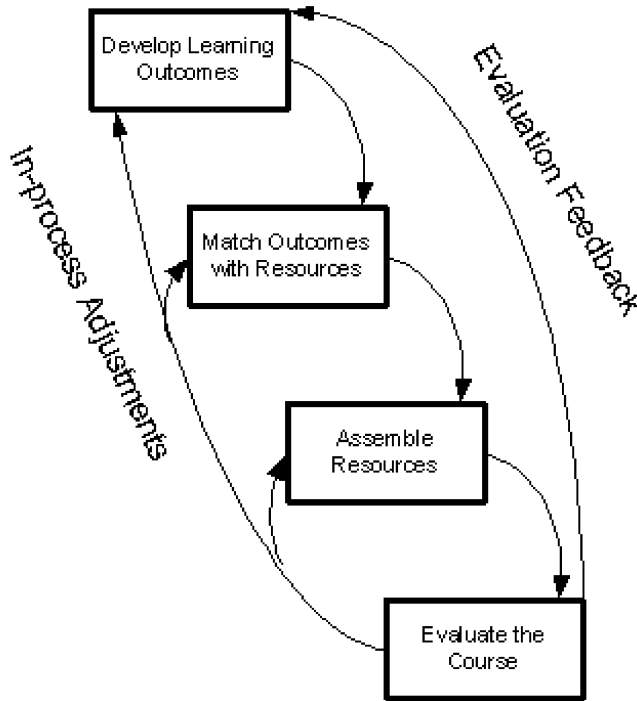 Develop Learning
Outcomes
Evaluation Feedback
In-process Adjustments
Match Outcomes
with Resources
Assemble
Resources
Evaluate the
Course